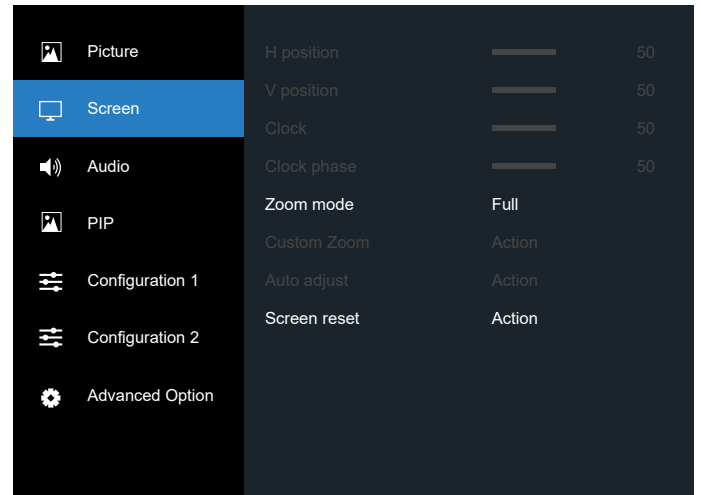 Picture
Screen
Audio
PIP
Configuration 1
Configuration 2
Advanced Option
H position 50
V position 50
Clock 50
Clock phase 50
Zoom mode Full
Custom Zoom Action
Auto adjust Action
Screen reset Action